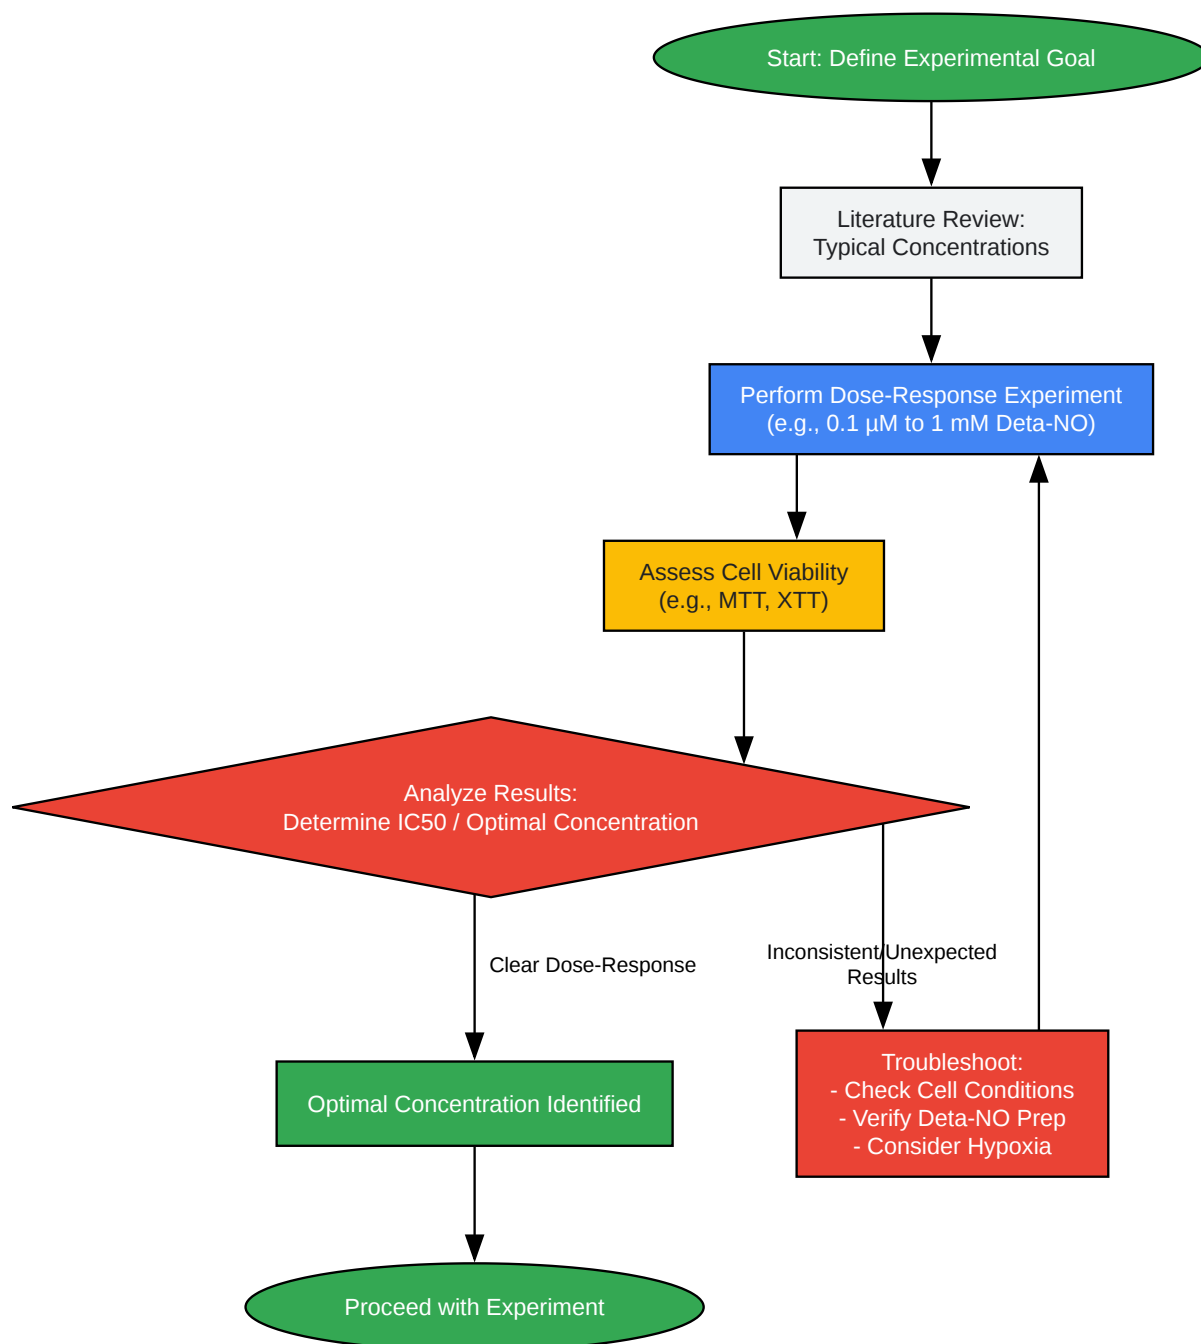 Start: Define Experimental Goal
Literature Review:
Typical Concentrations
Perform Dose-Response Experiment
(e.g., 0.1 µM to 1 mM Deta-NO)
Assess Cell Viability
(e.g., MTT, XTT)
Analyze Results:
Determine IC50 / Optimal Concentration
Clear Dose-Response
Inconsistent/Unexpected
Results
Optimal Concentration Identified
Troubleshoot:
- Check Cell Conditions
- Verify Deta-NO Prep
- Consider Hypoxia
Proceed with Experiment